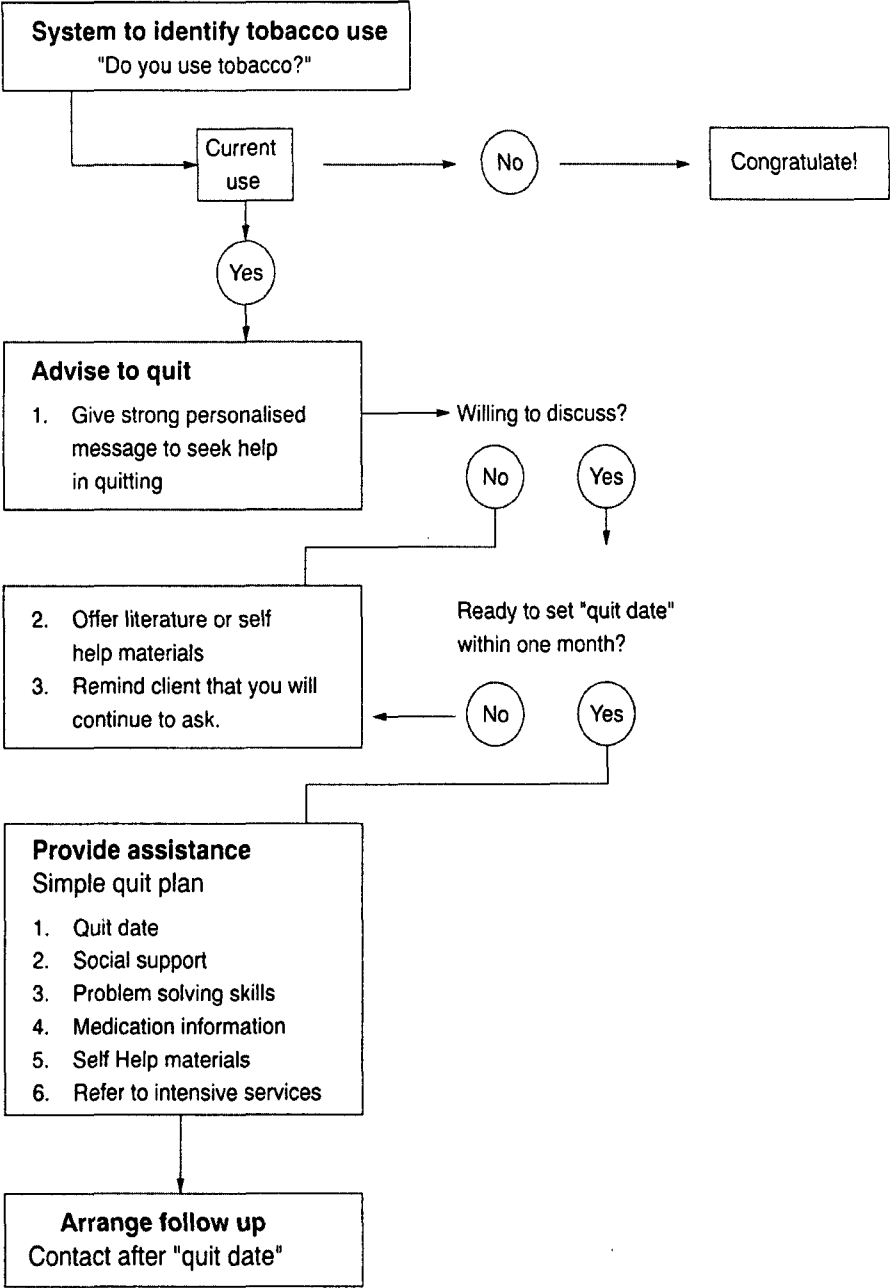 System to identify tobacco use
"Do you use tobacco?"
Current
use
No
Congratulate!
Yes
Advise to quit
1. Give strong personalised
message to seek help
in quitting
Willing to discuss?
No
Yes
2. Offer literature or self
help materials
3. Remind client that you will
continue to ask.
Ready to set "quit date"
within one month?
No
Yes
Provide assistance
Simple quit plan
1. Quit date
2. Social support
3. Problem solving skills
4. Medication information
5. Self Help materials
6. Refer to intensive services
Arrange follow up
Contact after "quit date"